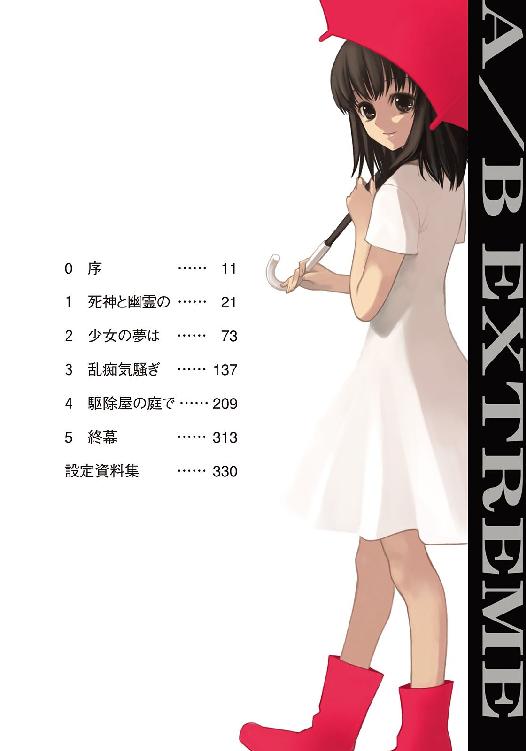 A/B EXTREME
0 序 …… 11
1 死神と幽霊の …… 21
2 少女の夢は …… 73
3 乱痴気騒ぎ …… 137
4 駆除屋の庭で …… 209
5 終幕 …… 313
設定資料集 …… 330